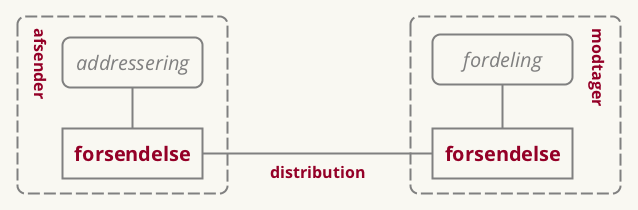 afsender
addressering
forsendelse
distribution
fordeling
forsendelse
modtager